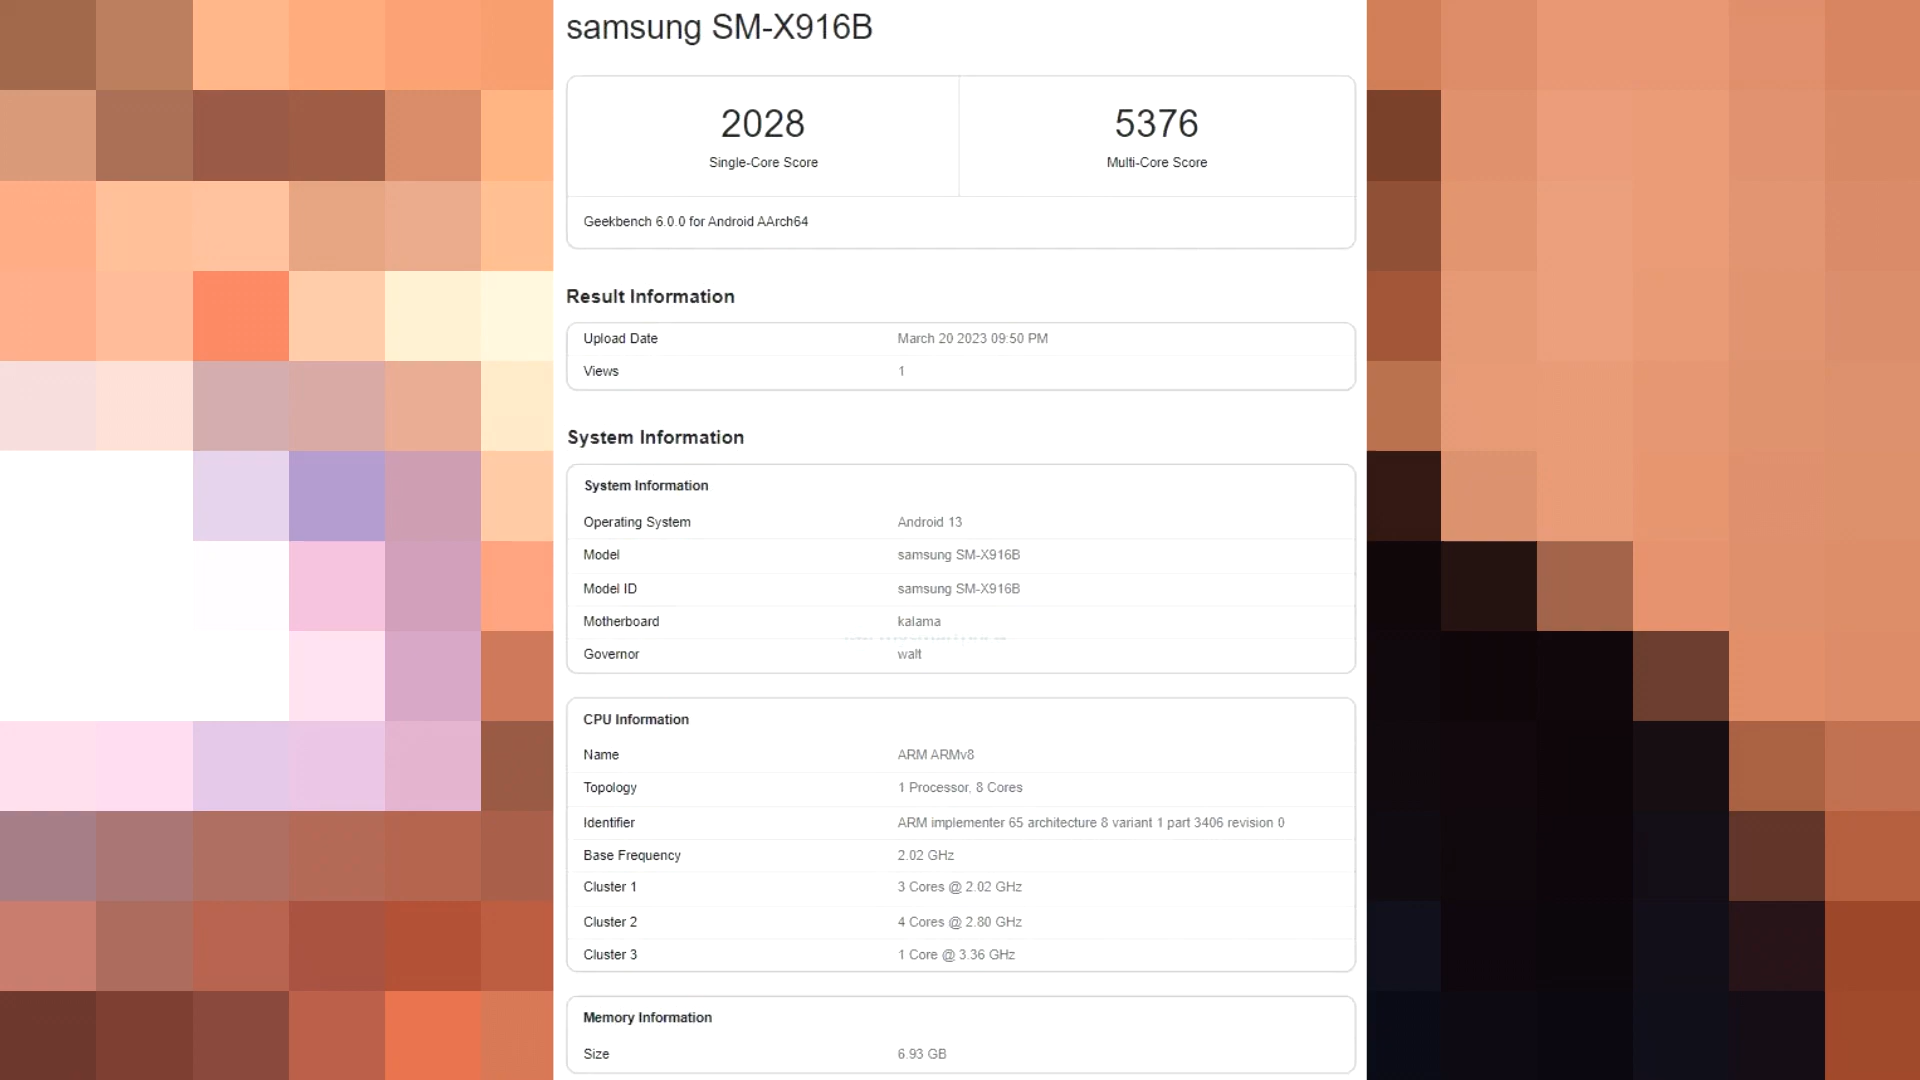 samsung SM-X916B
2028 5376
Single-Core Score Multi-Core Score
Geekbench 6.0.0 for Android AArch64
Result Information
Upload Date March 20 2023 09:50 PM
Views 1
System Information
System Information
Operating System Android 13
Model samsung SM-X916B
Model ID samsung SM-X916B
Motherboard kalama
Governor walt
CPU Information
Name ARM ARMv8
Topology 1 Processor, 8 Cores
Identifier ARM implementer 65 architecture 8 variant 1 part 3406 revision 0
Base Frequency 2.02 GHz
Cluster 1 3 Cores @ 2.02 GHz
Cluster 2 4 Cores @ 2.80 GHz
Cluster 3 1 Core @ 3.36 GHz
Memory Information
Size 6.93 GB